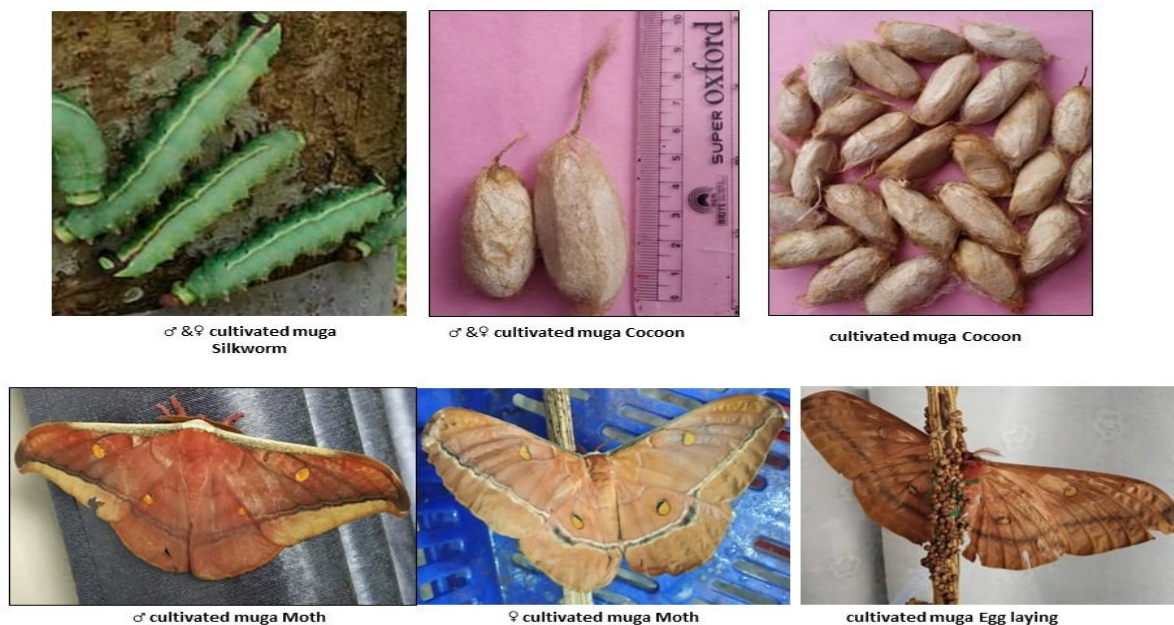 SUPER oxford
♂ &♀ cultivated muga
Silkworm
♂ &♀ cultivated muga Cocoon
cultivated muga Cocoon
♂ cultivated muga Moth
♀ cultivated muga Moth
cultivated muga Egg laying